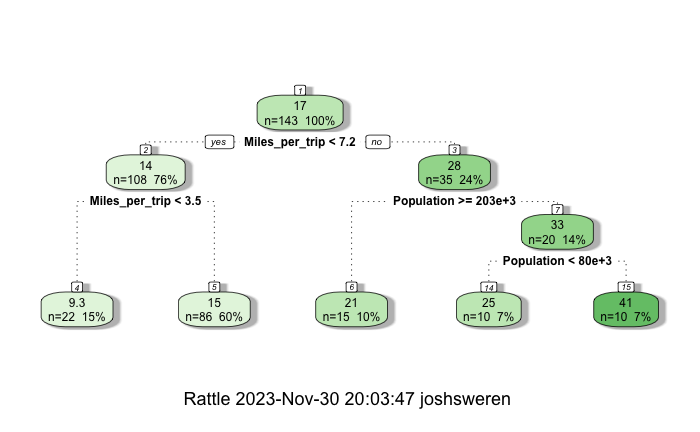 1
17
n=143 100%
yes Miles_per_trip < 7.2 no
2
14
n=108 76%
3
28
n=35 24%
Miles_per_trip < 3.5
Population >= 203e+3
7
33
n=20 14%
Population < 80e+3
4
9.3
n=22 15%
5
15
n=86 60%
6
21
n=15 10%
14
25
n=10 7%
15
41
n=10 7%
Rattle 2023-Nov-30 20:03:47 joshsweren